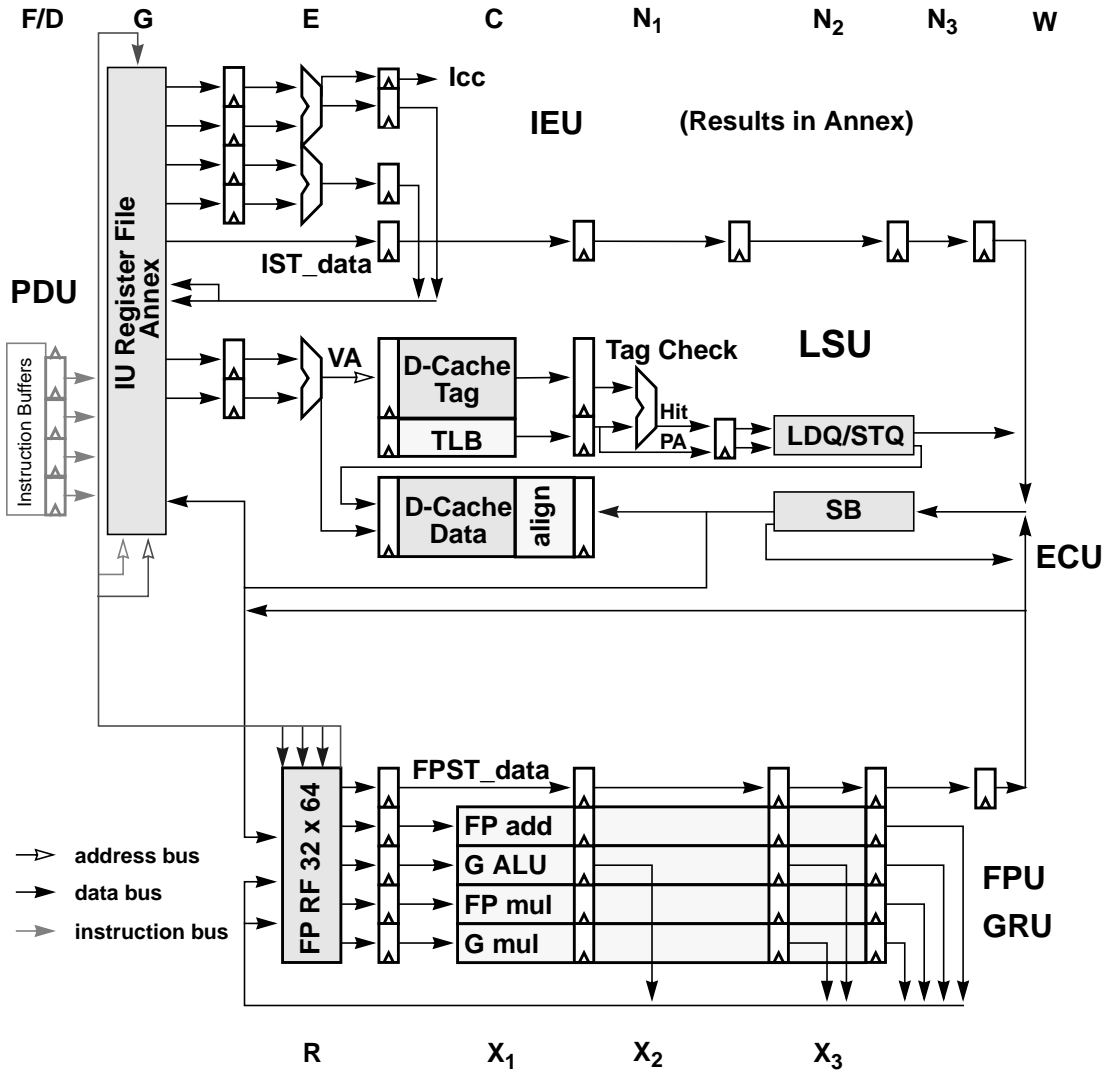 F/D G E C N1 N2 N3 W
Icc
IEU (Results in Annex)
IU Register File
Annex
IST_data
PDU
Instruction Buffers
VA
D-Cache
Tag
TLB
Tag Check
Hit
PA
LSU
LDQ/STQ
D-Cache
Data
align
SB
ECU
FP RF 32 x 64
FPST_data
FP add
G ALU
FP mul
G mul
FPU
GRU
address bus
data bus
instruction bus
R X1 X2 X3